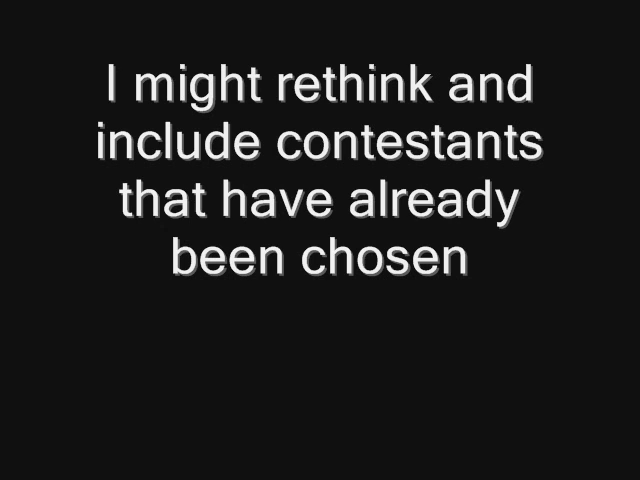 I might rethink and
include contestants
that have already
been chosen